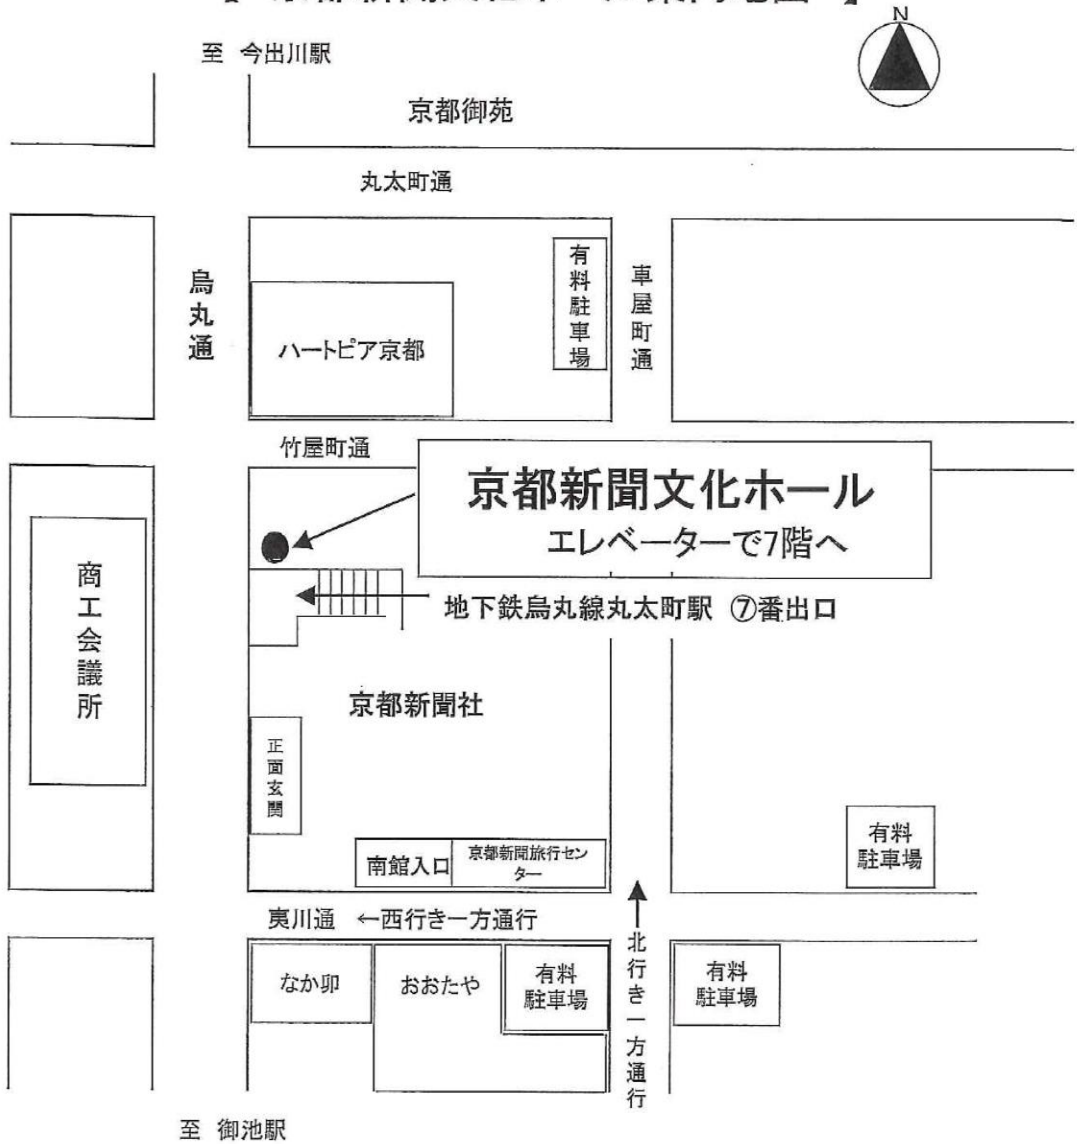 N
至 今出川駅
京都御苑
丸太町通
烏丸通
有料駐車場
車屋町通
ハートピア京都
竹屋町通
京都新聞文化ホール
エレベーターで7階へ
地下鉄烏丸線丸太町駅 ⑦番出口
商工会議所
京都新聞社
正面玄関
有料
駐車場
南館入口
京都新聞旅行セン
ター
夷川通 ←西行き一方通行
北行き一方通行
なか卯
おおたや
有料
駐車場
有料
駐車場
至 御池駅